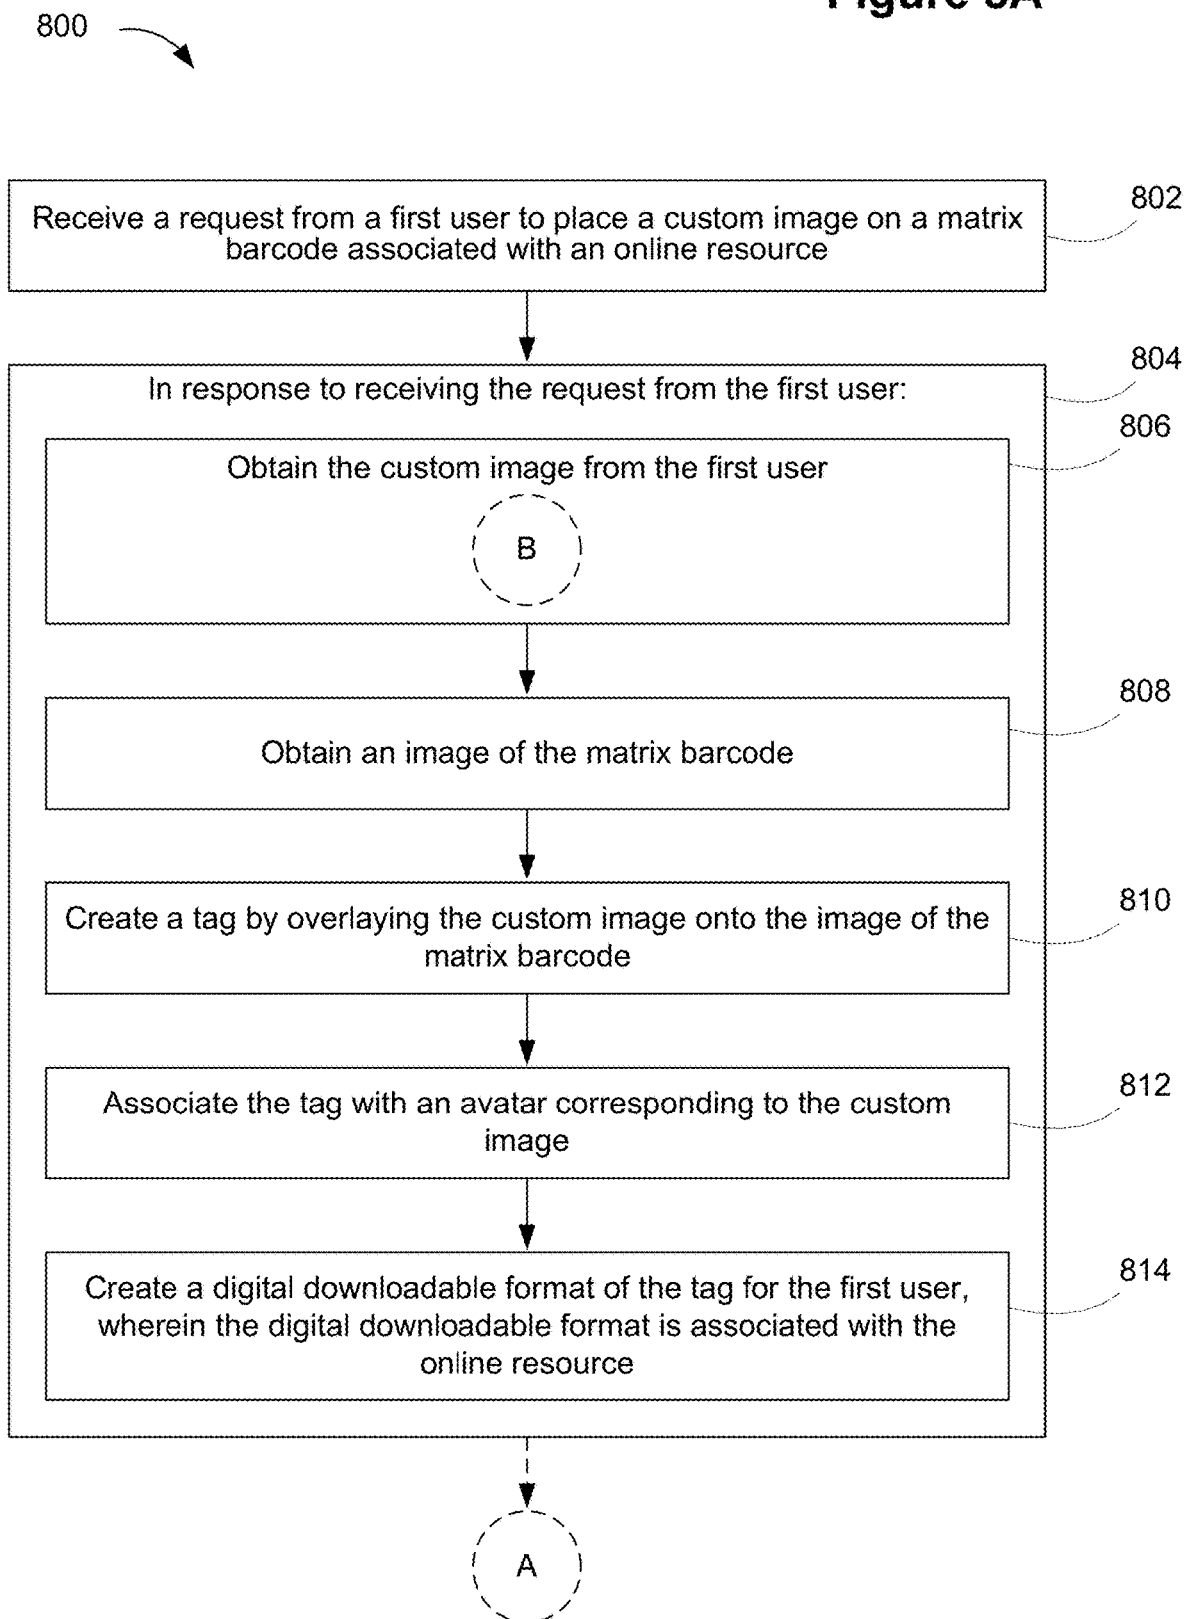 Figure 8A
800
802
Receive a request from a first user to place a custom image on a matrix
barcode associated with an online resource
804
In response to receiving the request from the first user:
806
Obtain the custom image from the first user
B
808
Obtain an image of the matrix barcode
810
Create a tag by overlaying the custom image onto the image of the
matrix barcode
812
Associate the tag with an avatar corresponding to the custom
image
814
Create a digital downloadable format of the tag for the first user,
wherein the digital downloadable format is associated with the
online resource
A